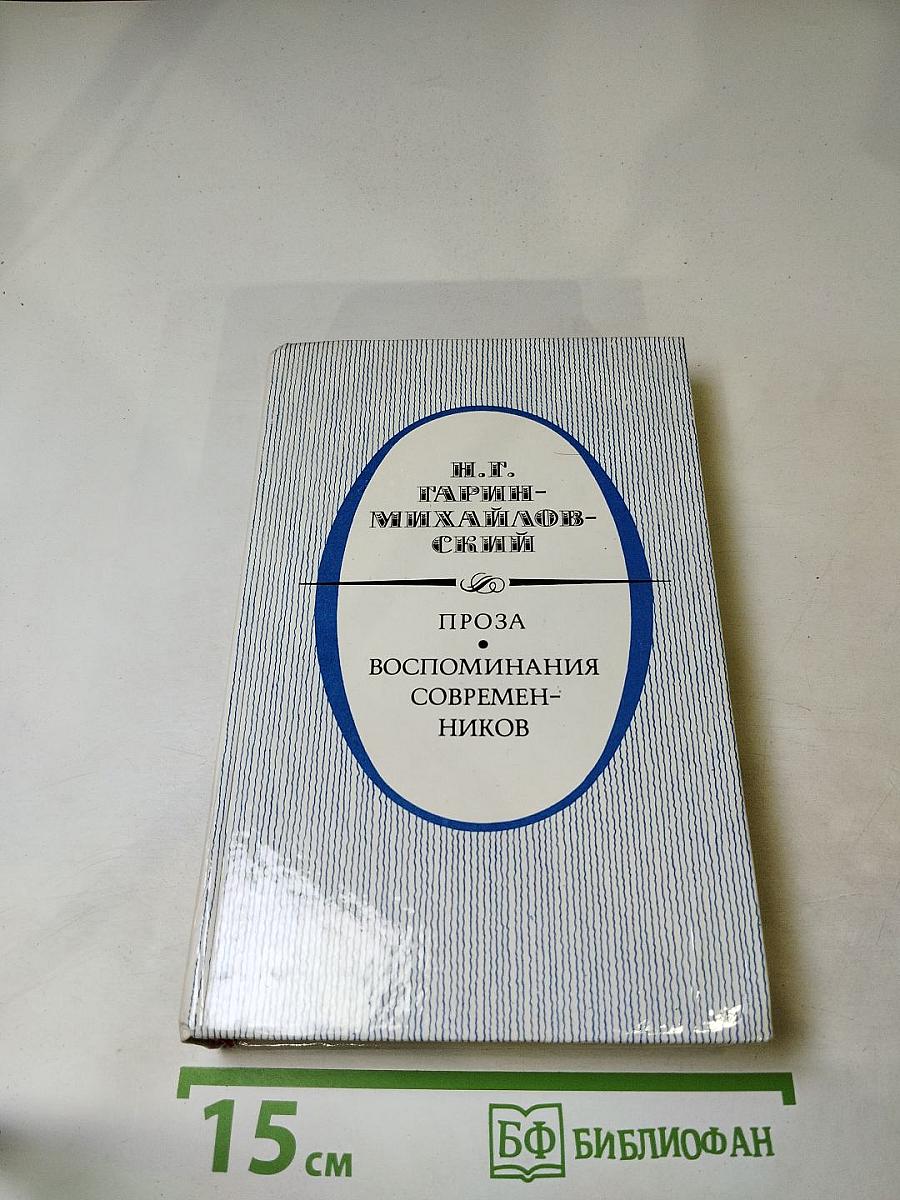 Н.Г.
ГАРИН-
МИХАЙЛОВ-
СКИЙ
ПРОЗА
•
ВОСПОМИНАНИЯ
СОВРЕМЕН-
НИКОВ
15 см
БФ БИБЛИОФАН